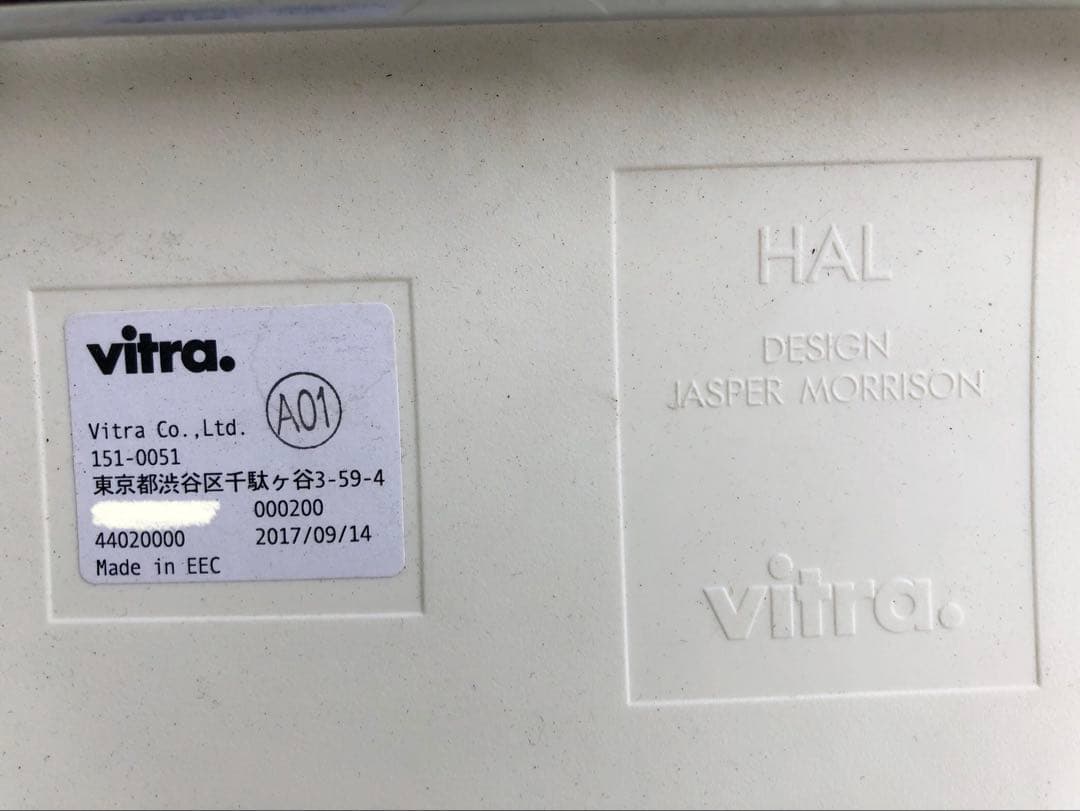 vitra.
A01
Vitra Co.,Ltd.
151-0051
東京都渋谷区千駄ヶ谷3-59-4
000200
44020000 2017/09/14
Made in EEC
HAL
DESIGN
JASPER MORRISON
vitra.